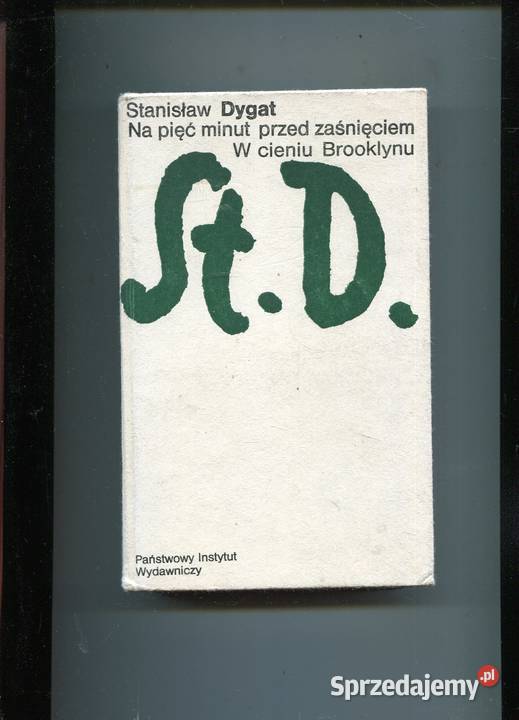 Stanisław Dygat
Na pięć minut przed zaśnięciem
W cieniu Brooklynu
St. D.
Państwowy Instytut
Wydawniczy
Sprzedajemy.pl